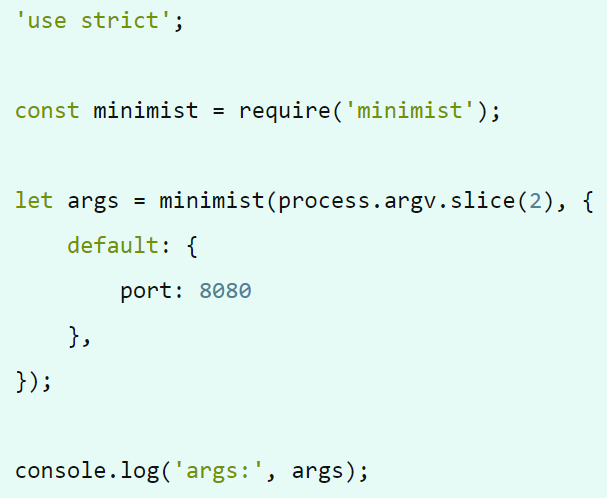 'use strict';
const minimist = require('minimist');
let args = minimist(process.argv.slice(2), {
    default: {
        port: 8080
    },
});
console.log('args:', args);